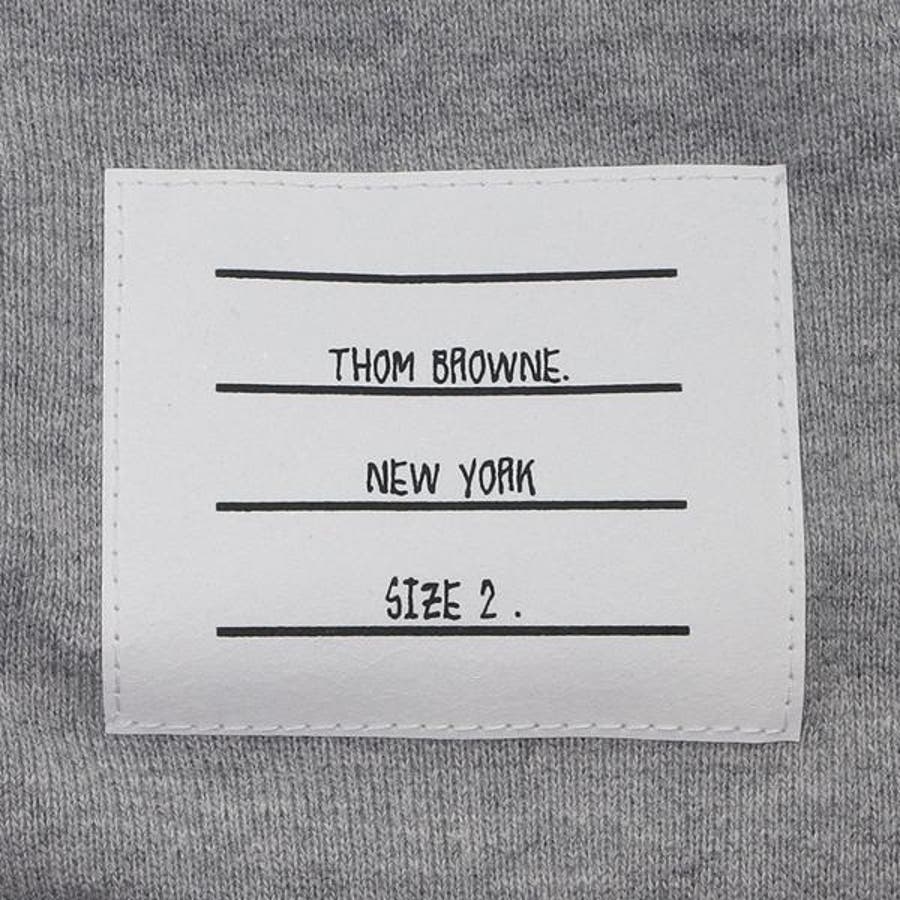 THOM BROWNE.
NEW YORK
SIZE 2 .